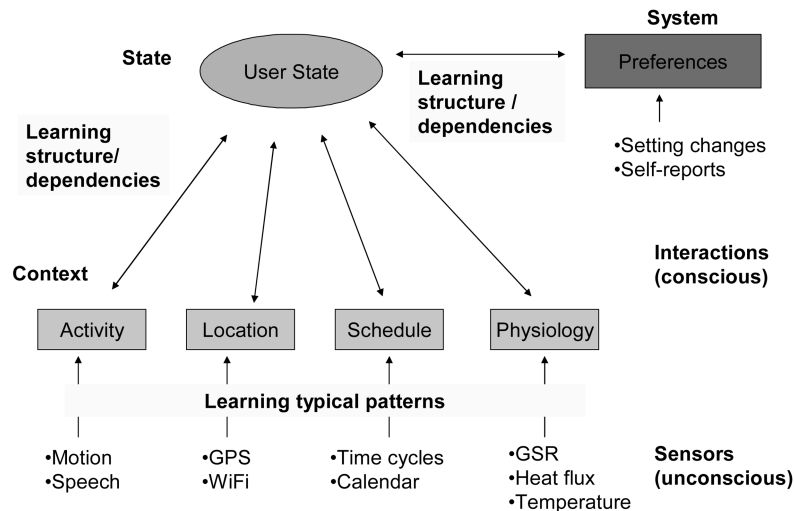 System
State
User State
Preferences
Learning
structure /
dependencies
Learning
structure/
dependencies
•Setting changes
•Self-reports
Interactions
(conscious)
Context
Activity
Location
Schedule
Physiology
Learning typical patterns
•Motion
•Speech
•GPS
•WiFi
•Time cycles
•Calendar
•GSR
•Heat flux
•Temperature
Sensors
(unconscious)